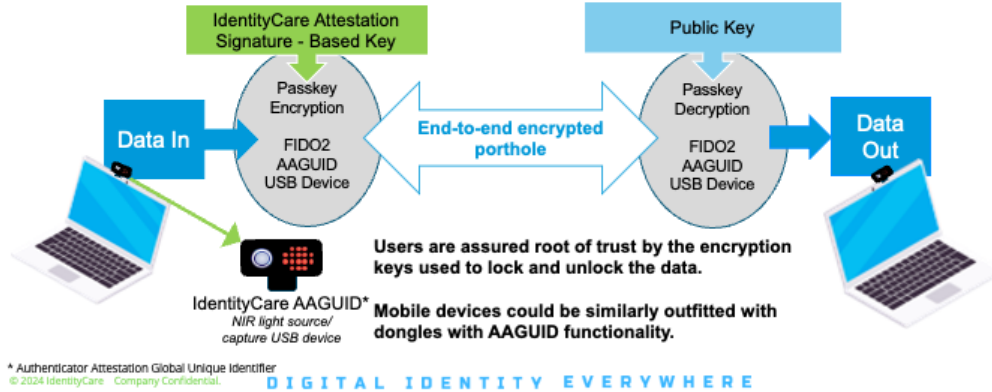 IdentityCare Attestation
Signature - Based Key
Public Key
Passkey
Encryption
FIDO2
AAGUID
USB Device
Passkey
Decryption
FIDO2
AAGUID
USB Device
Data In
End-to-end encrypted
porthole
Data
Out
Users are assured root of trust by the encryption
keys used to lock and unlock the data.
IdentityCare AAGUID*
NIR light source/
capture USB device
Mobile devices could be similarly outfitted with
dongles with AAGUID functionality.
* Authenticator Attestation Global Unique Identifier
© 2024 IdentityCare Company Confidential.
DIGITAL IDENTITY EVERYWHERE